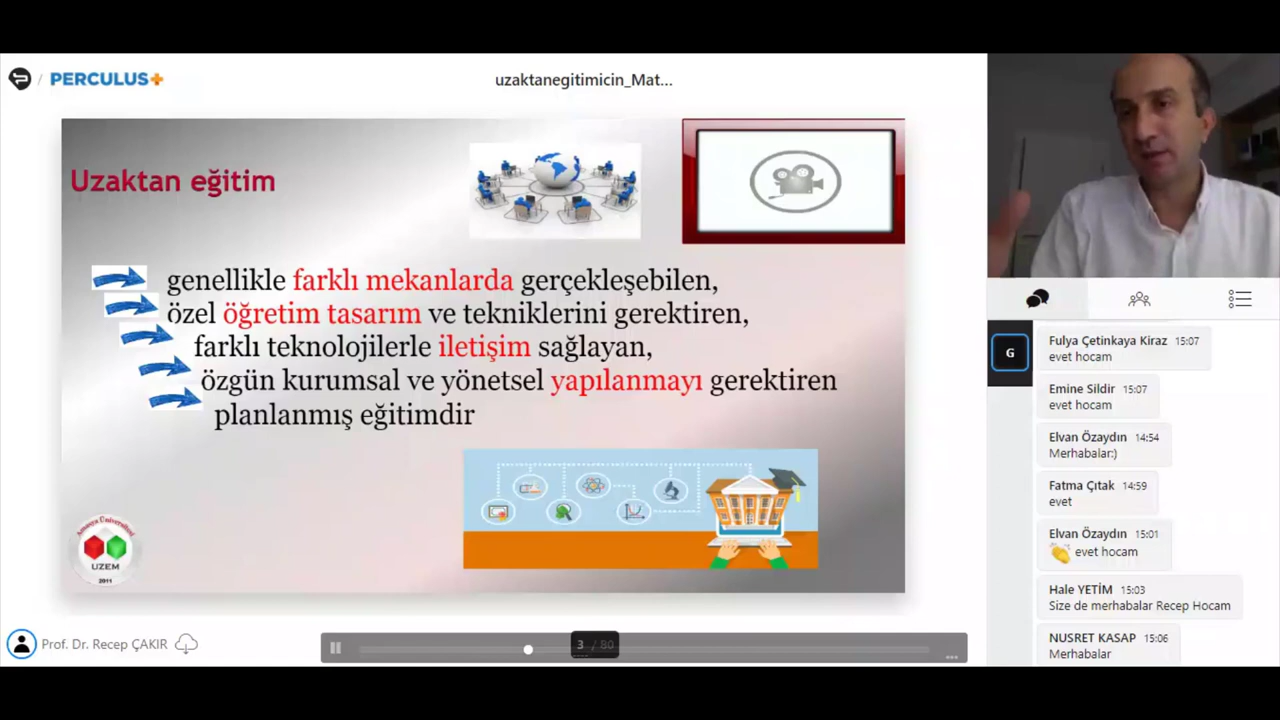 / PERCULUS+
uzaktanegitimicin_Mat...
Uzaktan eğitim
genellikle farklı mekanlarda gerçekleşebilen,
özel öğretim tasarım ve tekniklerini gerektiren,
farklı teknolojilerle iletişim sağlayan,
özgün kurumsal ve yönetsel yapılanmayı gerektiren
planlanmış eğitimdir
Amasya Üniversitesi
UZEM
2011
Prof. Dr. Recep ÇAKIR
3 / 80
...
G
Fulya Çetinkaya Kiraz 15:07
evet hocam
Emine Sildir 15:07
evet hocam
Elvan Özaydın 14:54
Merhabalar:)
Fatma Çıtak 14:59
evet
Elvan Özaydın 15:01
👏 evet hocam
Hale YETİM 15:03
Size de merhabalar Recep Hocam
NUSRET KASAP 15:06
Merhabalar